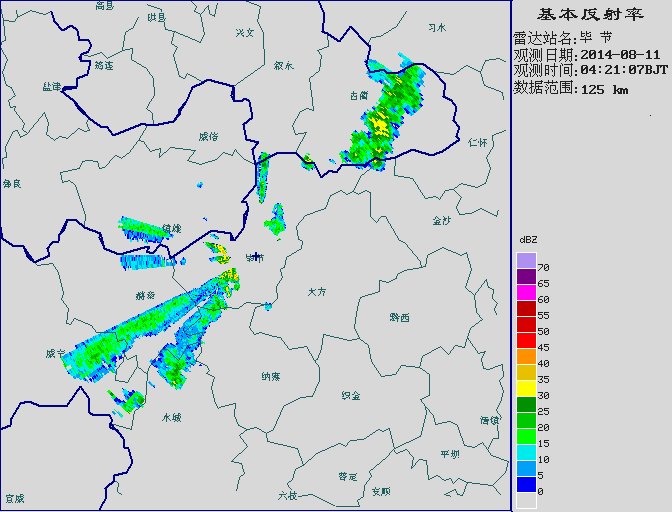 基本反射率
雷达站名:毕 节
观测日期:2014-08-11
观测时间:04:21:07BJT
数据范围:125 km
高县
珙县
兴文
习水
筠连
叙水
盐津
古蔺
威信
仁怀
彝良
镇雄
金沙
毕节
赫章
大方
黔西
威宁
纳雍
织金
水城
清镇
平坝
普定
安顺
六枝
宣威
dBZ
70
65
60
55
50
45
40
35
30
25
20
15
10
5
0